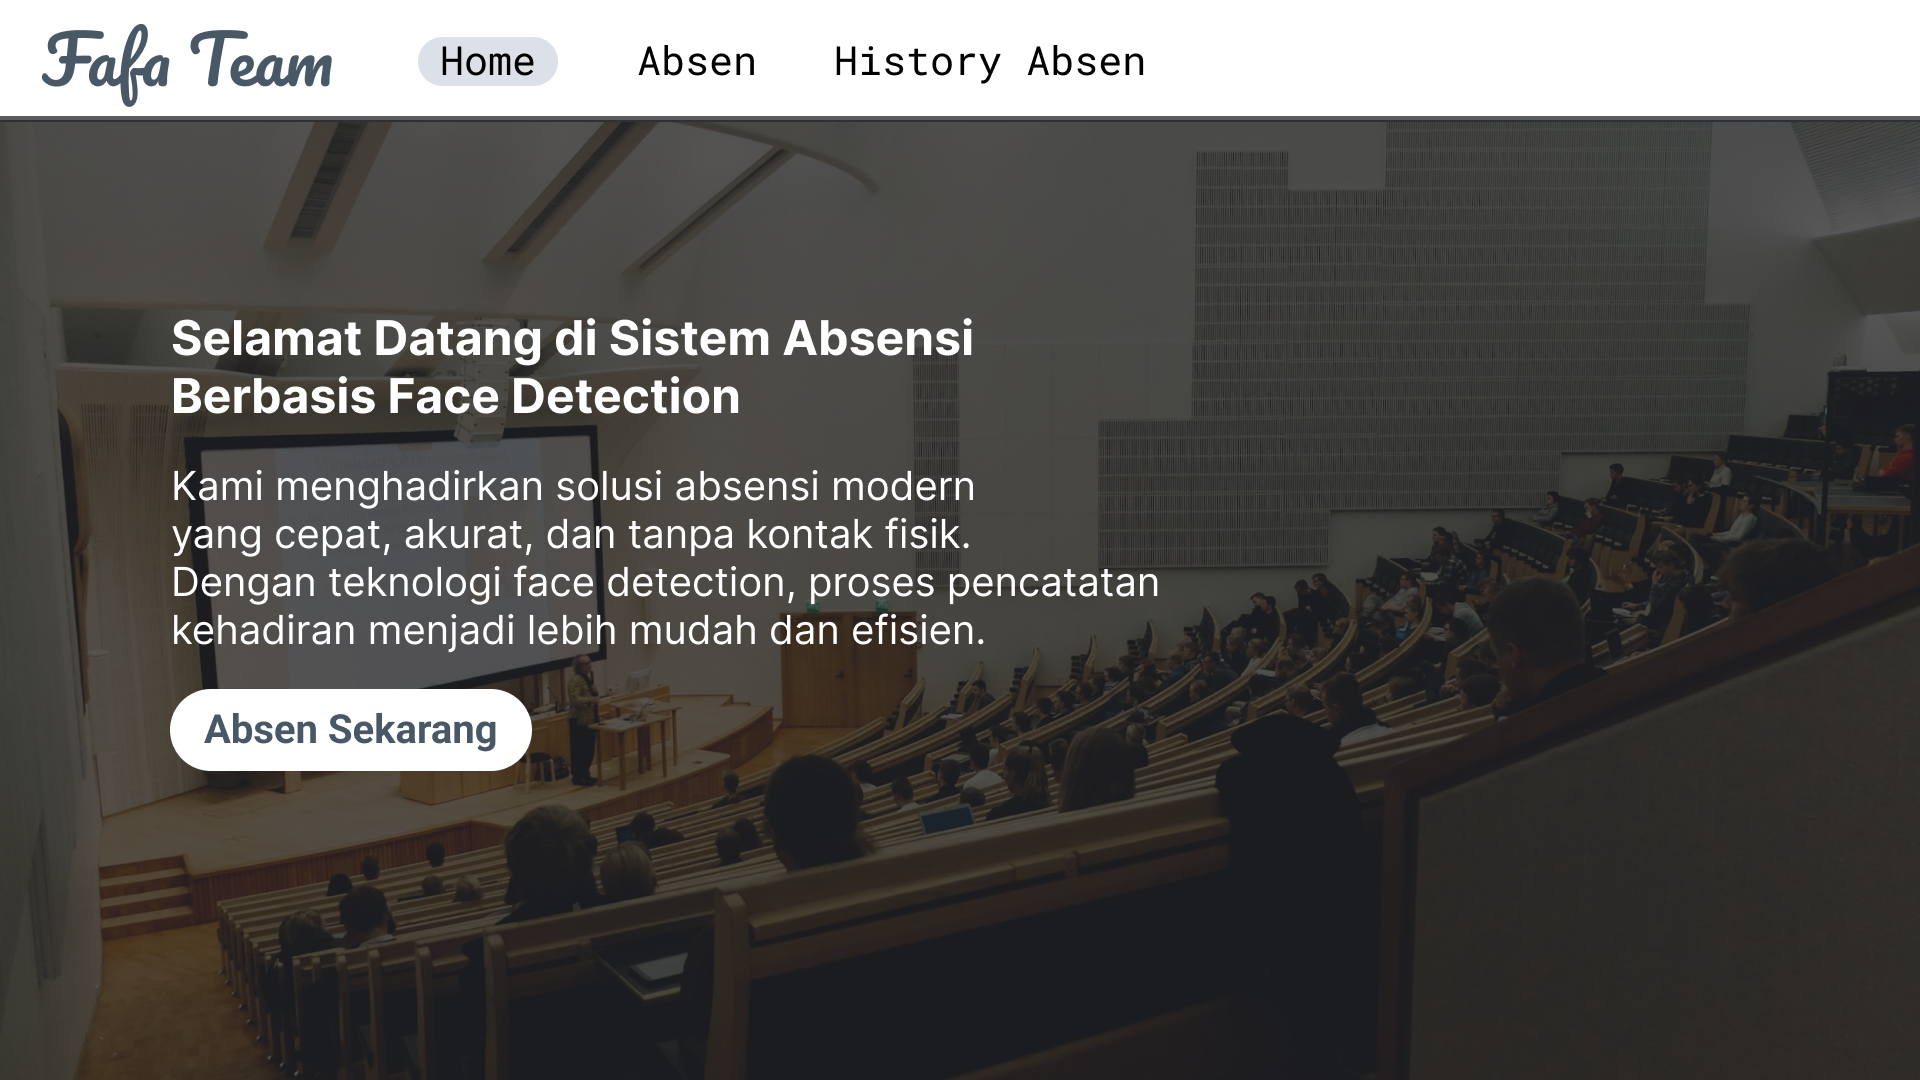 Fafa Team
Home
Absen
History Absen
Selamat Datang di Sistem Absensi
Berbasis Face Detection
Kami menghadirkan solusi absensi modern
yang cepat, akurat, dan tanpa kontak fisik.
Dengan teknologi face detection, proses pencatatan
kehadiran menjadi lebih mudah dan efisien.
Absen Sekarang